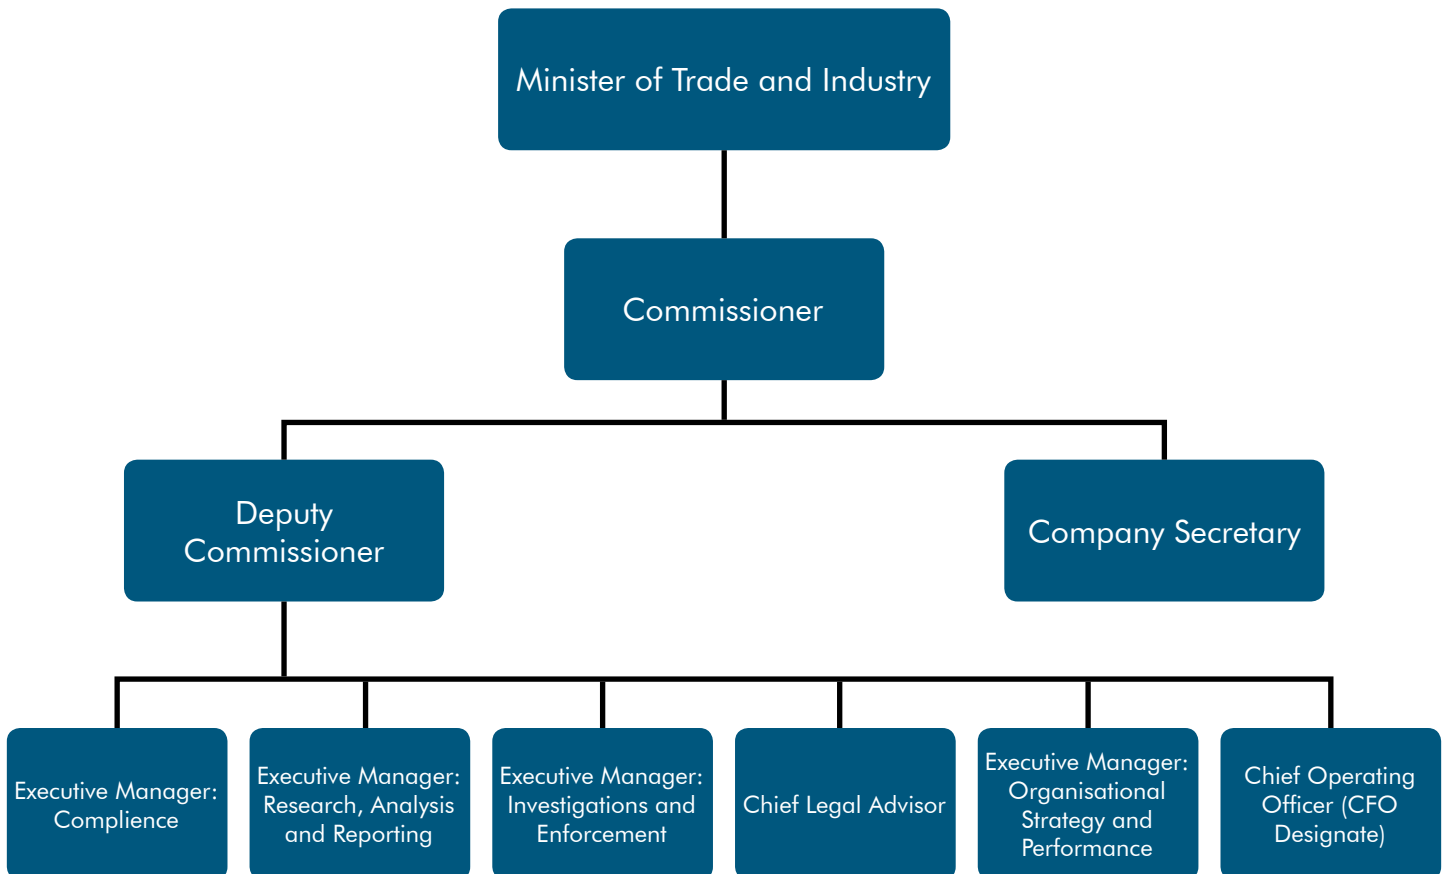 Minister of Trade and Industry
Commissioner
Deputy
Commissioner
Company Secretary
Executive Manager:
Complience
Executive Manager:
Research, Analysis
and Reporting
Executive Manager:
Investigations and
Enforcement
Chief Legal Advisor
Executive Manager:
Organisational
Strategy and
Performance
Chief Operating
Officer (CFO
Designate)